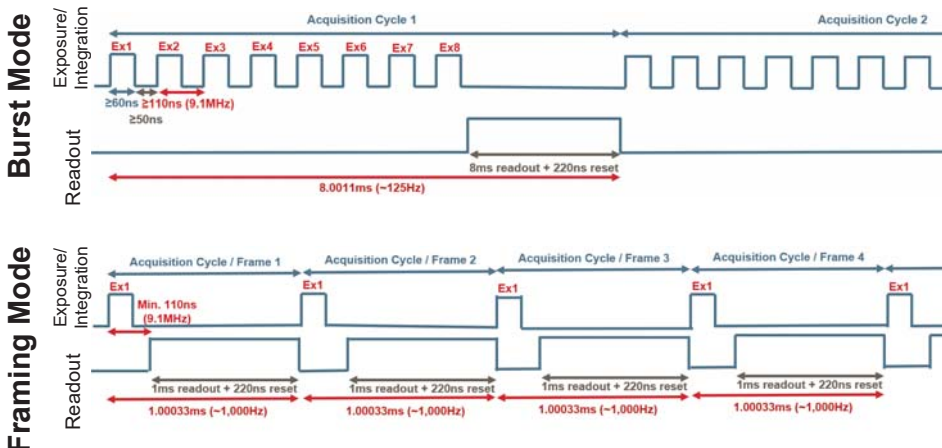 Burst Mode
Exposure/
Integration
Acquisition Cycle 1
Acquisition Cycle 2
Ex1 Ex2 Ex3 Ex4 Ex5 Ex6 Ex7 Ex8
≥60ns
≥110ns (9.1MHz)
≥50ns
Readout
8ms readout + 220ns reset
8.0011ms (~125Hz)
Framing Mode
Exposure/
Integration
Acquisition Cycle / Frame 1
Acquisition Cycle / Frame 2
Acquisition Cycle / Frame 3
Acquisition Cycle / Frame 4
Ex1 Ex1 Ex1 Ex1 Ex1
Min. 110ns
(9.1MHz)
Readout
1ms readout + 220ns reset
1ms readout + 220ns reset
1ms readout + 220ns reset
1ms readout + 220ns reset
1.00033ms (~1,000Hz)
1.00033ms (~1,000Hz)
1.00033ms (~1,000Hz)
1.00033ms (~1,000Hz)